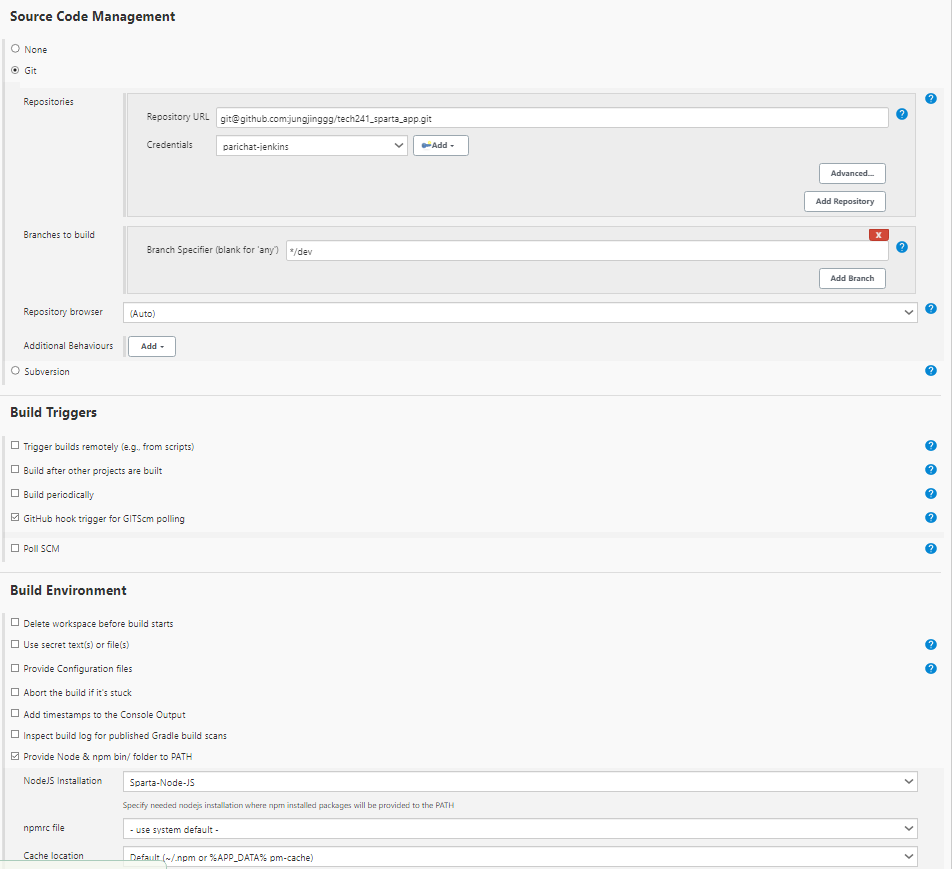 Source Code Management
None
Git
Repositories
Repository URL git@github.com:jungjinggg/tech241_sparta_app.git
Credentials parichat-jenkins Add
Advanced...
Add Repository
Branches to build
X
Branch Specifier (blank for 'any') */dev
Add Branch
Repository browser (Auto)
Additional Behaviours Add
Subversion
Build Triggers
Trigger builds remotely (e.g., from scripts)
Build after other projects are built
Build periodically
GitHub hook trigger for GITScm polling
Poll SCM
Build Environment
Delete workspace before build starts
Use secret text(s) or file(s)
Provide Configuration files
Abort the build if it's stuck
Add timestamps to the Console Output
Inspect build log for published Gradle build scans
Provide Node & npm bin/ folder to PATH
NodeJS Installation Sparta-Node-JS
Specify needed nodejs installation where npm installed packages will be provided to the PATH
npmrc file - use system default -
Cache location Default (~/.npm or %APP_DATA% pm-cache)